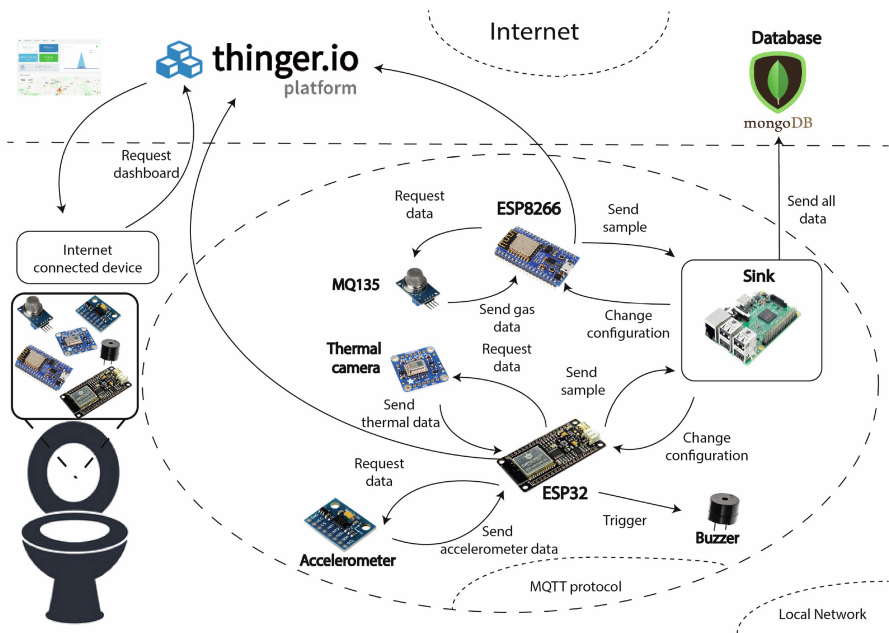 Internet
Database
thinger.io
platform
mongoDB
Request
dashboard
Request
data
ESP8266
Send
sample
Send all
data
Internet
connected device
MQ135
Sink
Send gas
data
Change
configuration
Thermal
camera
Request
data
Send
sample
Send
thermal data
Change
configuration
Request
data
ESP32
Trigger
Send
accelerometer data
Accelerometer
Buzzer
MQTT protocol
Local Network